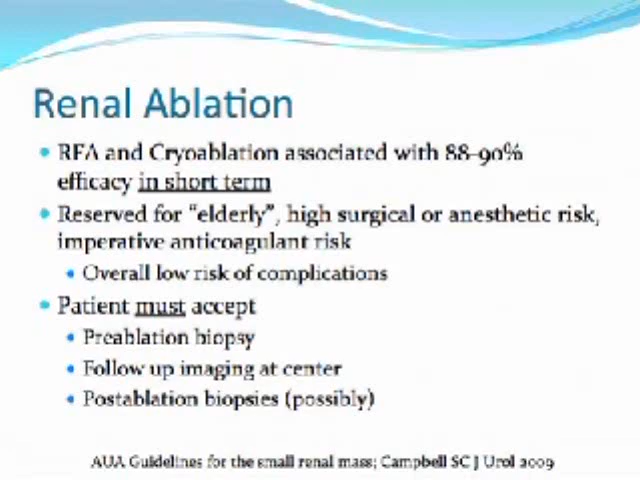 Renal Ablation
RFA and Cryoablation associated with 88-90%
efficacy in short term
Reserved for “elderly”, high surgical or anesthetic risk,
imperative anticoagulant risk
Overall low risk of complications
Patient must accept
Preablation biopsy
Follow up imaging at center
Postablation biopsies (possibly)
AUA Guidelines for the small renal mass; Campbell SC J Urol 2009